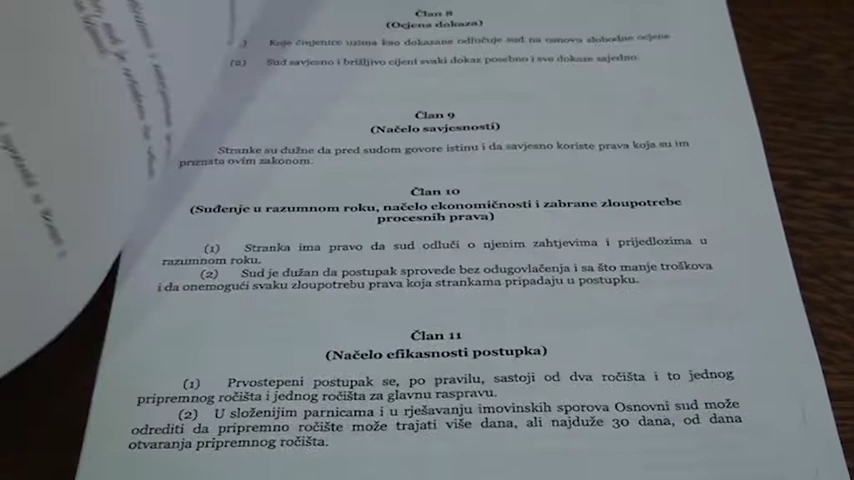 Član 8
(Ocjena dokaza)
Koje činjenice uzima kao dokazane odlučuje sud na osnovu slobodne ocjene
(2) Sud savjesno i brižljivo cijeni svaki dokaz posebno i sve dokaze zajedno.
Član 9
(Načelo savjesnosti)
Stranke su dužne da pred sudom govore istinu i da savjesno koriste prava koja su im
priznata ovim zakonom.
Član 10
(Suđenje u razumnom roku, načelo ekonomičnosti i zabrane zloupotrebe
procesnih prava)
(1) Stranka ima pravo da sud odluči o njenim zahtjevima i prijedlozima u
razumnom roku.
(2) Sud je dužan da postupak sprovede bez odugovlačenja i sa što manje troškova
i da onemogući svaku zloupotrebu prava koja strankama pripadaju u postupku.
Član 11
(Načelo efikasnosti postupka)
(1) Prvostepeni postupak se, po pravilu, sastoji od dva ročišta i to jednog
pripremnog ročišta i jednog ročišta za glavnu raspravu.
(2) U složenijim parnicama i u rješavanju imovinskih sporova Osnovni sud može
odrediti da pripremno ročište može trajati više dana, ali najduže 30 dana, od dana
otvaranja pripremnog ročišta.